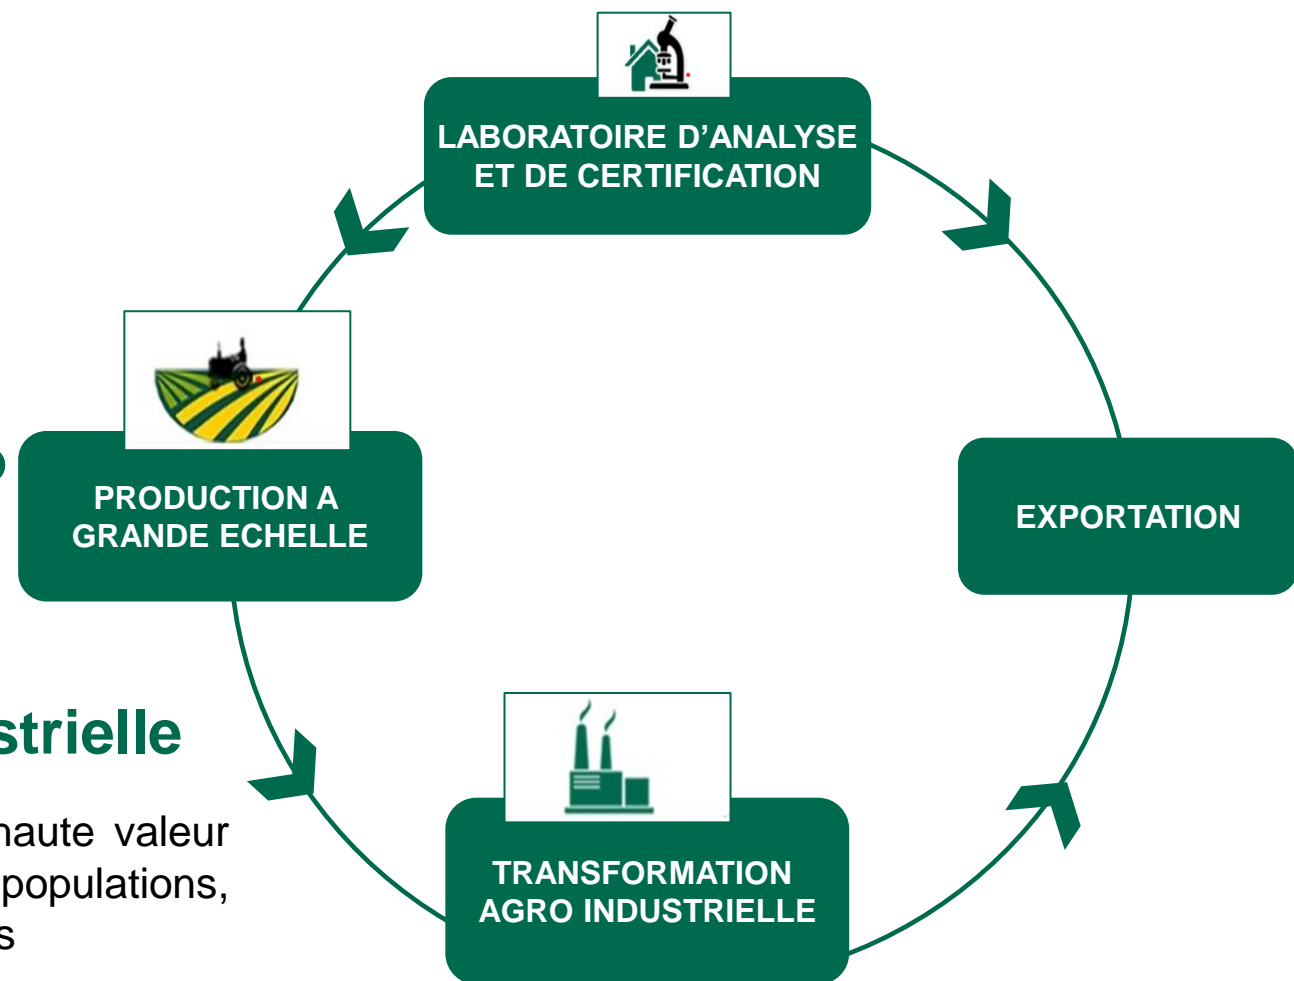 LABORATOIRE D’ANALYSE
ET DE CERTIFICATION
PRODUCTION A
GRANDE ECHELLE
EXPORTATION
strielle
haute valeur
populations,
s
TRANSFORMATION
AGRO INDUSTRIELLE